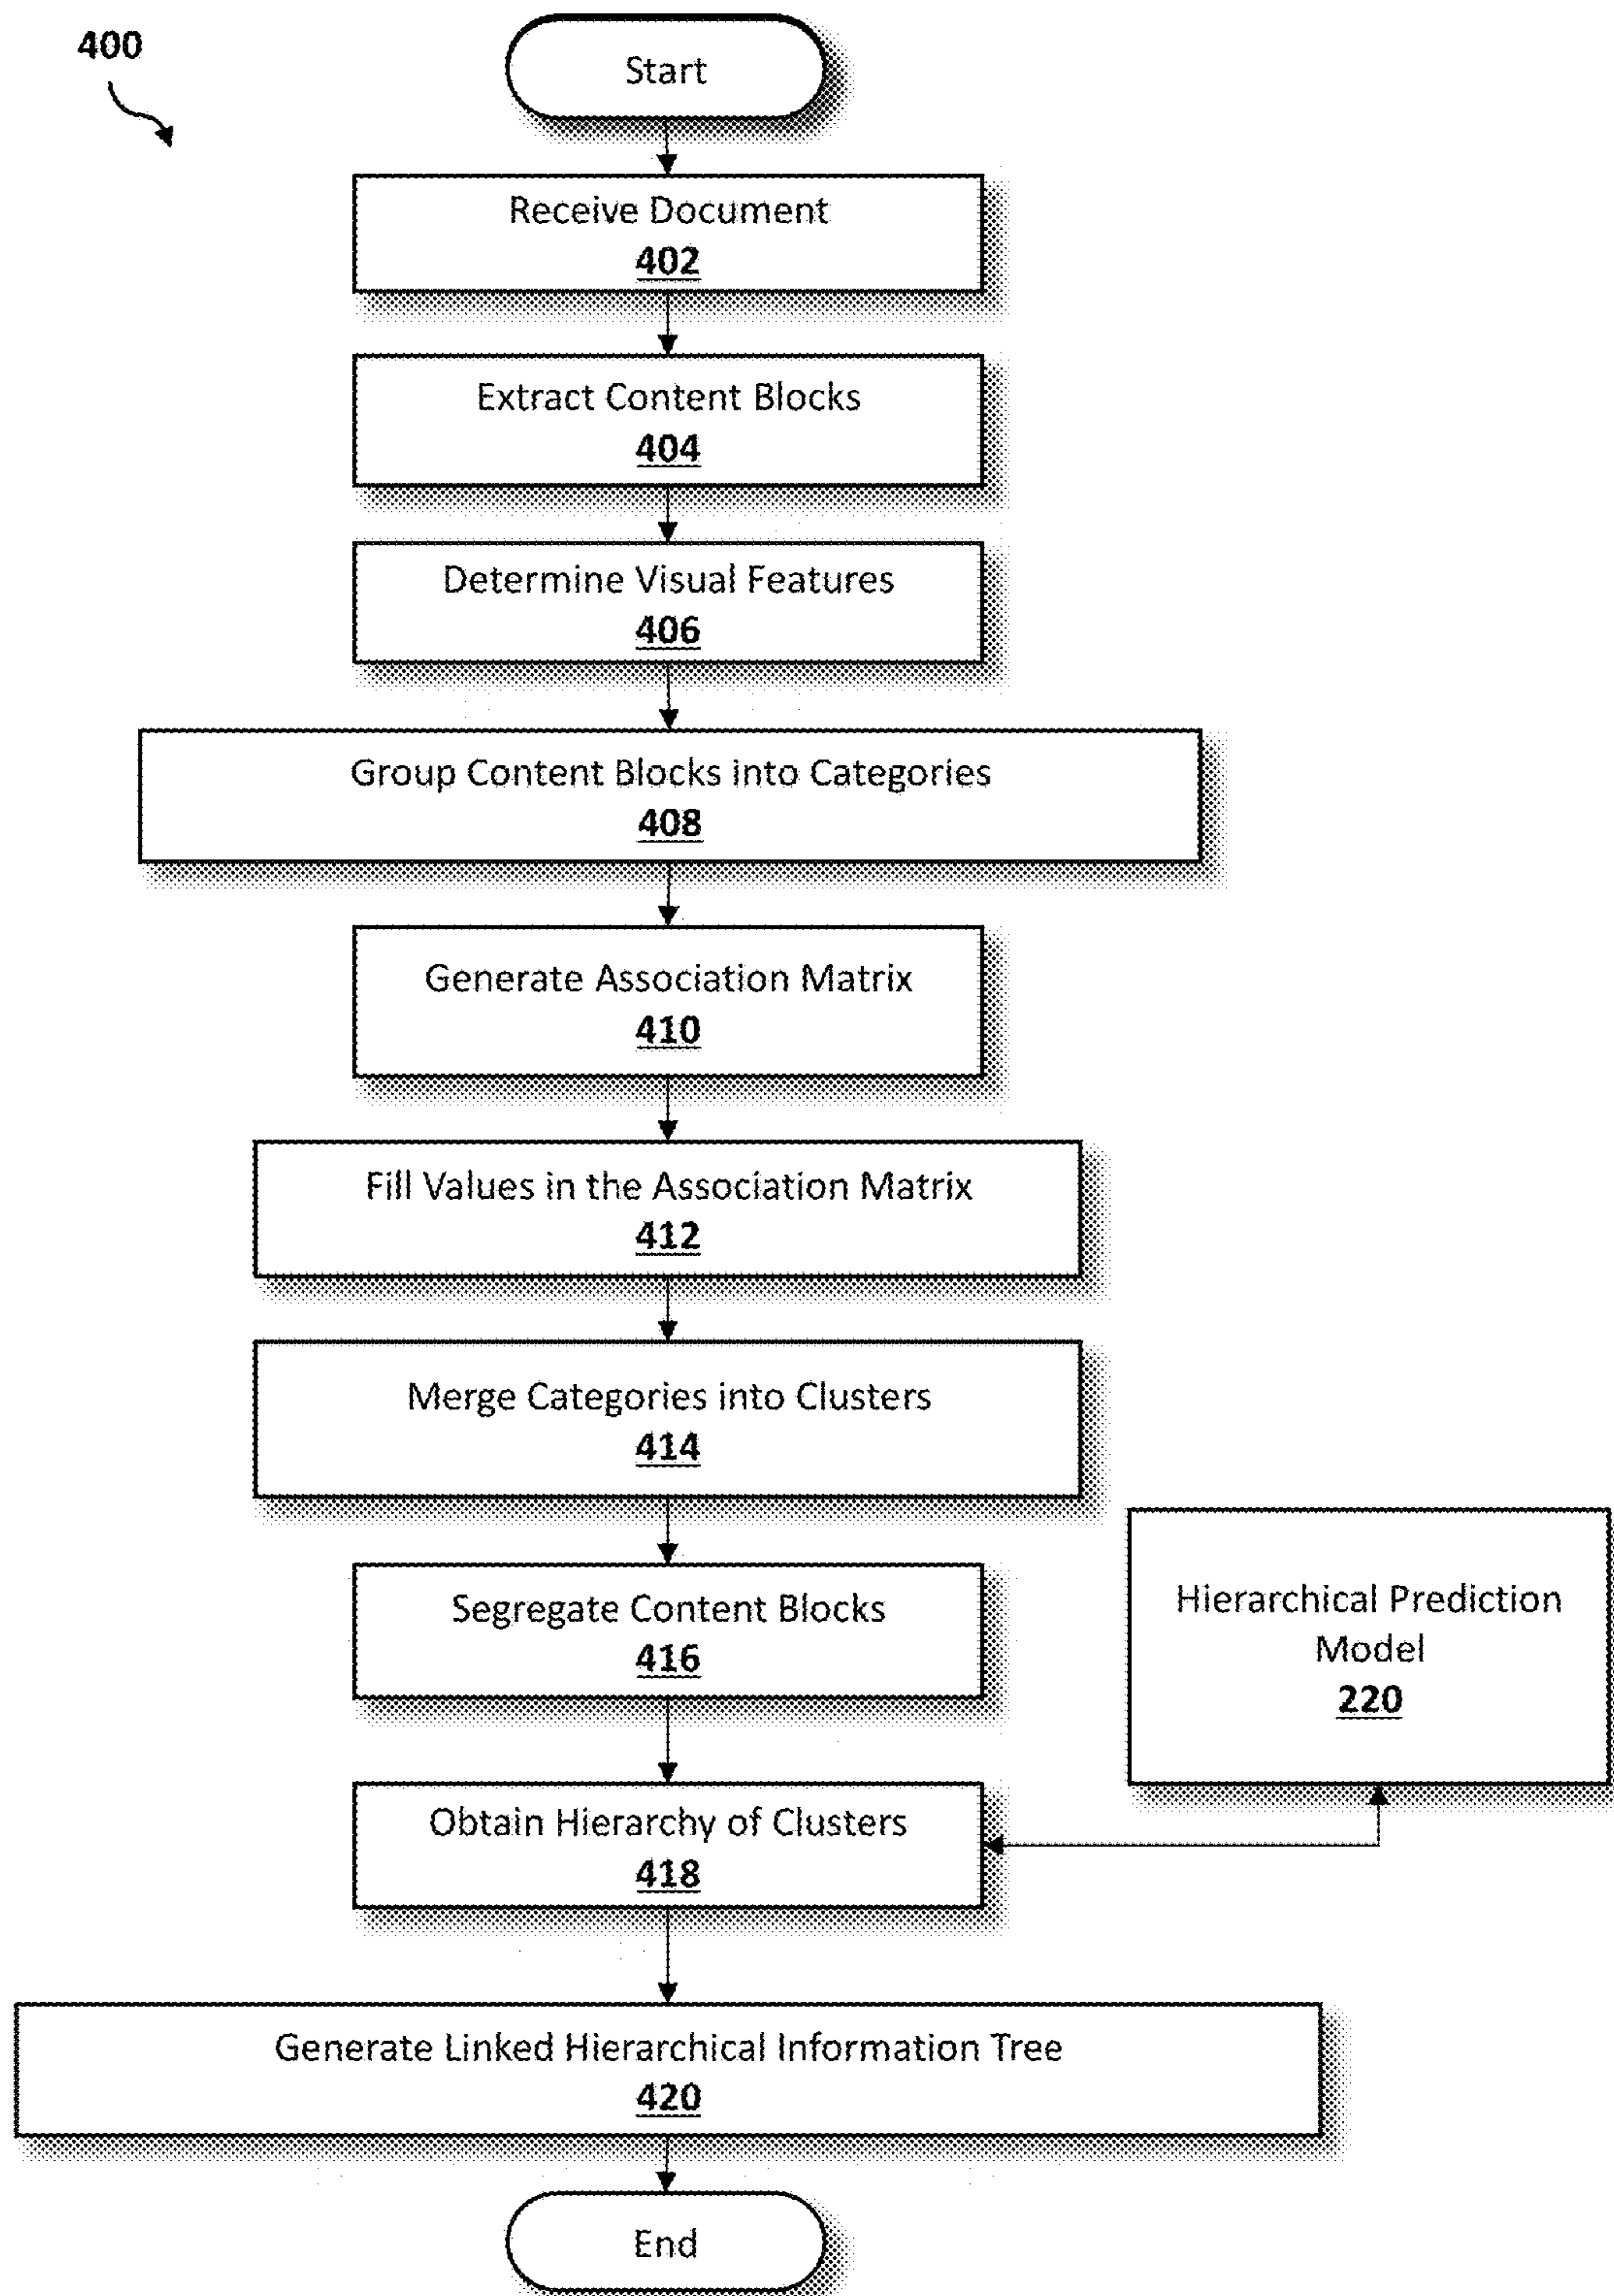 400
Start
Receive Document
402
Extract Content Blocks
404
Determine Visual Features
406
Group Content Blocks into Categories
408
Generate Association Matrix
410
Fill Values in the Association Matrix
412
Merge Categories into Clusters
414
Segregate Content Blocks
416
Hierarchical Prediction
Model
220
Obtain Hierarchy of Clusters
418
Generate Linked Hierarchical Information Tree
420
End